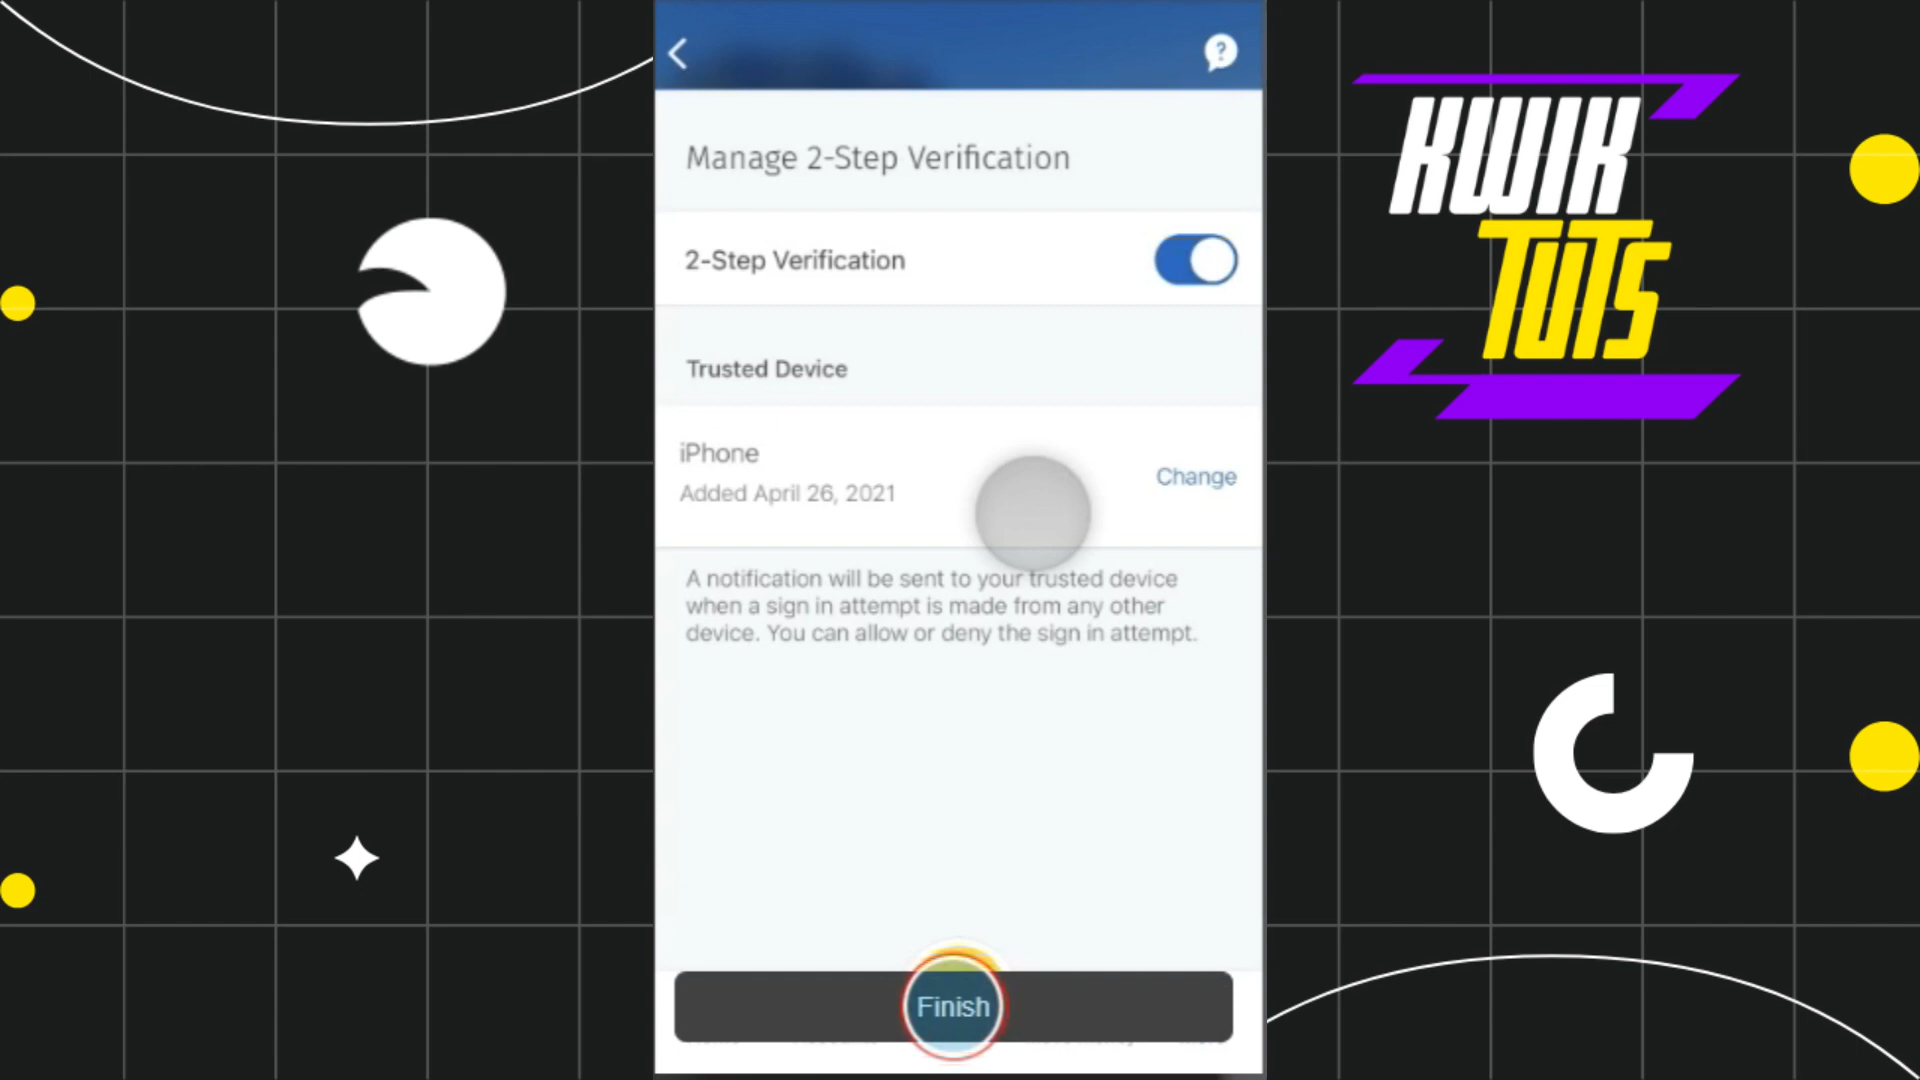 Manage 2-Step Verification
2-Step Verification
Trusted Device
iPhone
Added April 26, 2021
Change
A notification will be sent to your trusted device
when a sign in attempt is made from any other
device. You can allow or deny the sign in attempt.
Finish
KWIK
TUTS
?